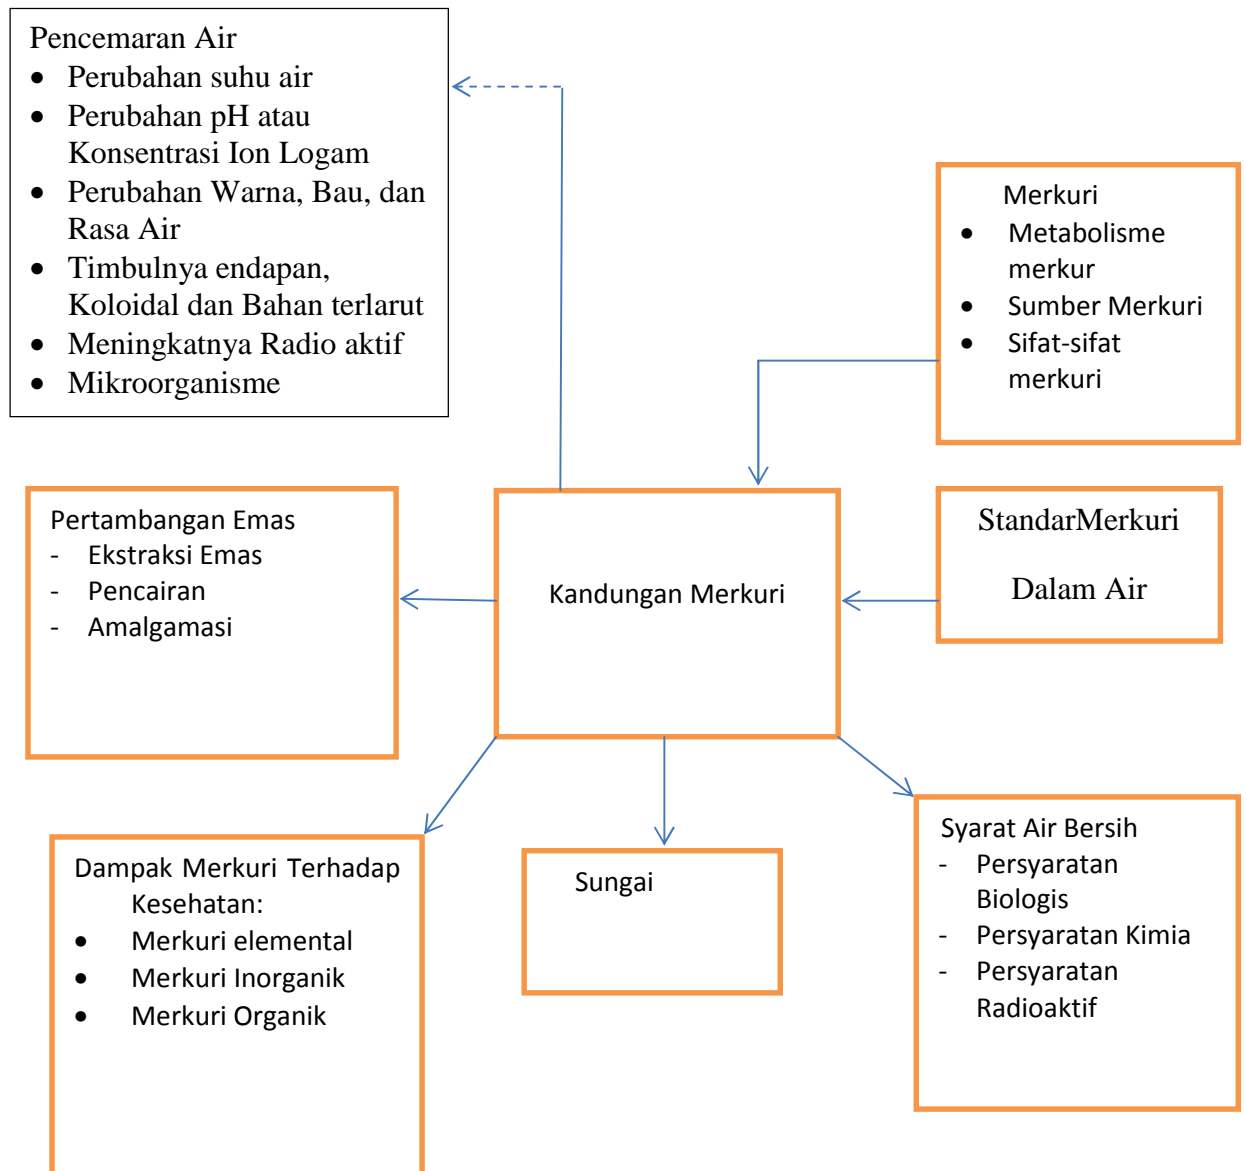 Pencemaran Air
• Perubahan suhu air
• Perubahan pH atau
Konsentrasi Ion Logam
• Perubahan Warna, Bau, dan
Rasa Air
• Timbulnya endapan,
Koloidal dan Bahan terlarut
• Meningkatnya Radio aktif
• Mikroorganisme
Merkuri
• Metabolisme
merkur
• Sumber Merkuri
• Sifat-sifat
merkuri
Pertambangan Emas
- Ekstraksi Emas
- Pencairan
- Amalgamasi
Kandungan Merkuri
StandarMerkuri
Dalam Air
Dampak Merkuri Terhadap
Kesehatan:
• Merkuri elemental
• Merkuri Inorganik
• Merkuri Organik
Sungai
Syarat Air Bersih
- Persyaratan
Biologis
- Persyaratan Kimia
- Persyaratan
Radioaktif